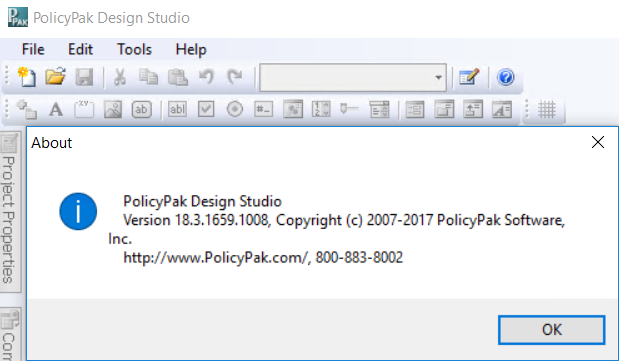 PolicyPak Design Studio
File Edit Tools Help
About
PolicyPak Design Studio
Version 18.3.1659.1008, Copyright (c) 2007-2017 PolicyPak Software,
Inc.
http://www.PolicyPak.com/, 800-883-8002
OK
Project Properties